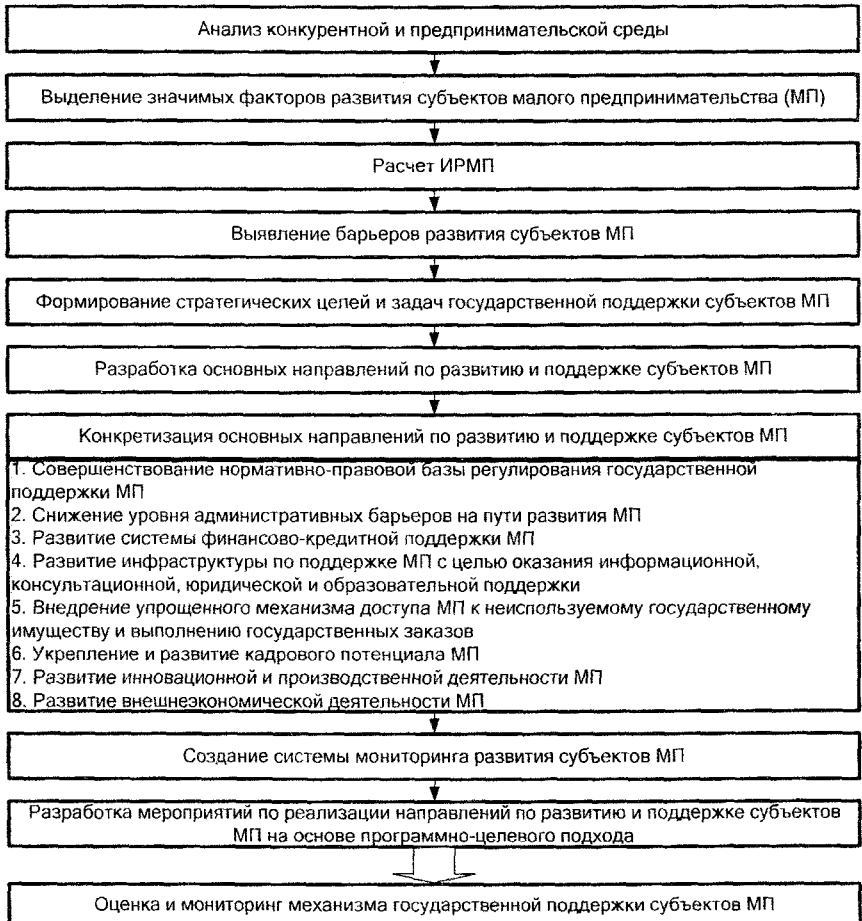 Анализ конкурентной и предпринимательской среды
Выделение значимых факторов развития субъектов малого предпринимательства (МП)
Расчет ИРМП
Выявление барьеров развития субъектов МП
Формирование стратегических целей и задач государственной поддержки субъектов МП
Разработка основных направлений по развитию и поддержке субъектов МП
Конкретизация основных направлений по развитию и поддержке субъектов МП
1. Совершенствование нормативно-правовой базы регулирования государственной
поддержки МП
2. Снижение уровня административных барьеров на пути развития МП
3. Развитие системы финансово-кредитной поддержки МП
4. Развитие инфраструктуры по поддержке МП с целью оказания информационной,
консультационной, юридической и образовательной поддержки
5. Внедрение упрощенного механизма доступа МП к неиспользуемому государственному
имуществу и выполнению государственных заказов
6. Укрепление и развитие кадрового потенциала МП
7. Развитие инновационной и производственной деятельности МП
8. Развитие внешнеэкономической деятельности МП
Создание системы мониторинга развития субъектов МП
Разработка мероприятий по реализации направлений по развитию и поддержке субъектов
МП на основе программно-целевого подхода
Оценка и мониторинг механизма государственной поддержки субъектов МП